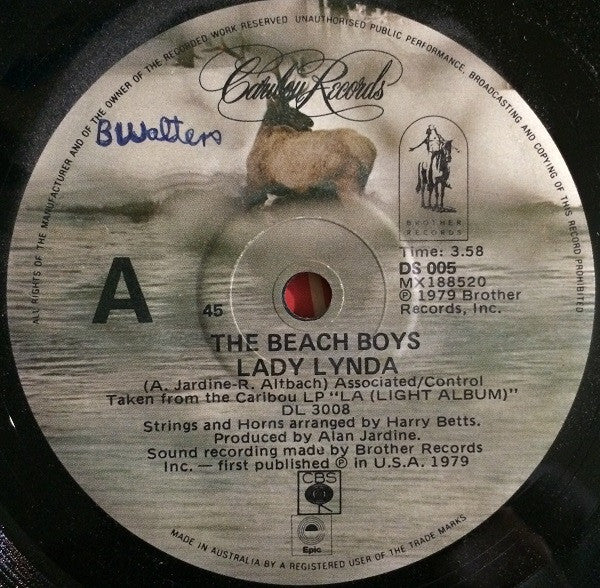 ALL RIGHTS OF THE MANUFACTURER AND OF THE OWNER OF THE RECORDED WORK RESERVED UNAUTHORISED PUBLIC PERFORMANCE, BROADCASTING AND COPYING OF THIS RECORD PROHIBITED
Caribou Records
BWalters
BROTHER
RECORDS
Time: 3.58
DS 005
MX188520
℗ 1979 Brother
Records, Inc.
A
45
THE BEACH BOYS
LADY LYNDA
(A. Jardine-R. Altbach) Associated/Control
Taken from the Caribou LP "LA (LIGHT ALBUM)"
DL 3008
Strings and Horns arranged by Harry Betts.
Produced by Alan Jardine.
Sound recording made by Brother Records
Inc. — first published ℗ in U.S.A. 1979
CBS
Epic
MADE IN AUSTRALIA BY A REGISTERED USER OF THE TRADE MARKS